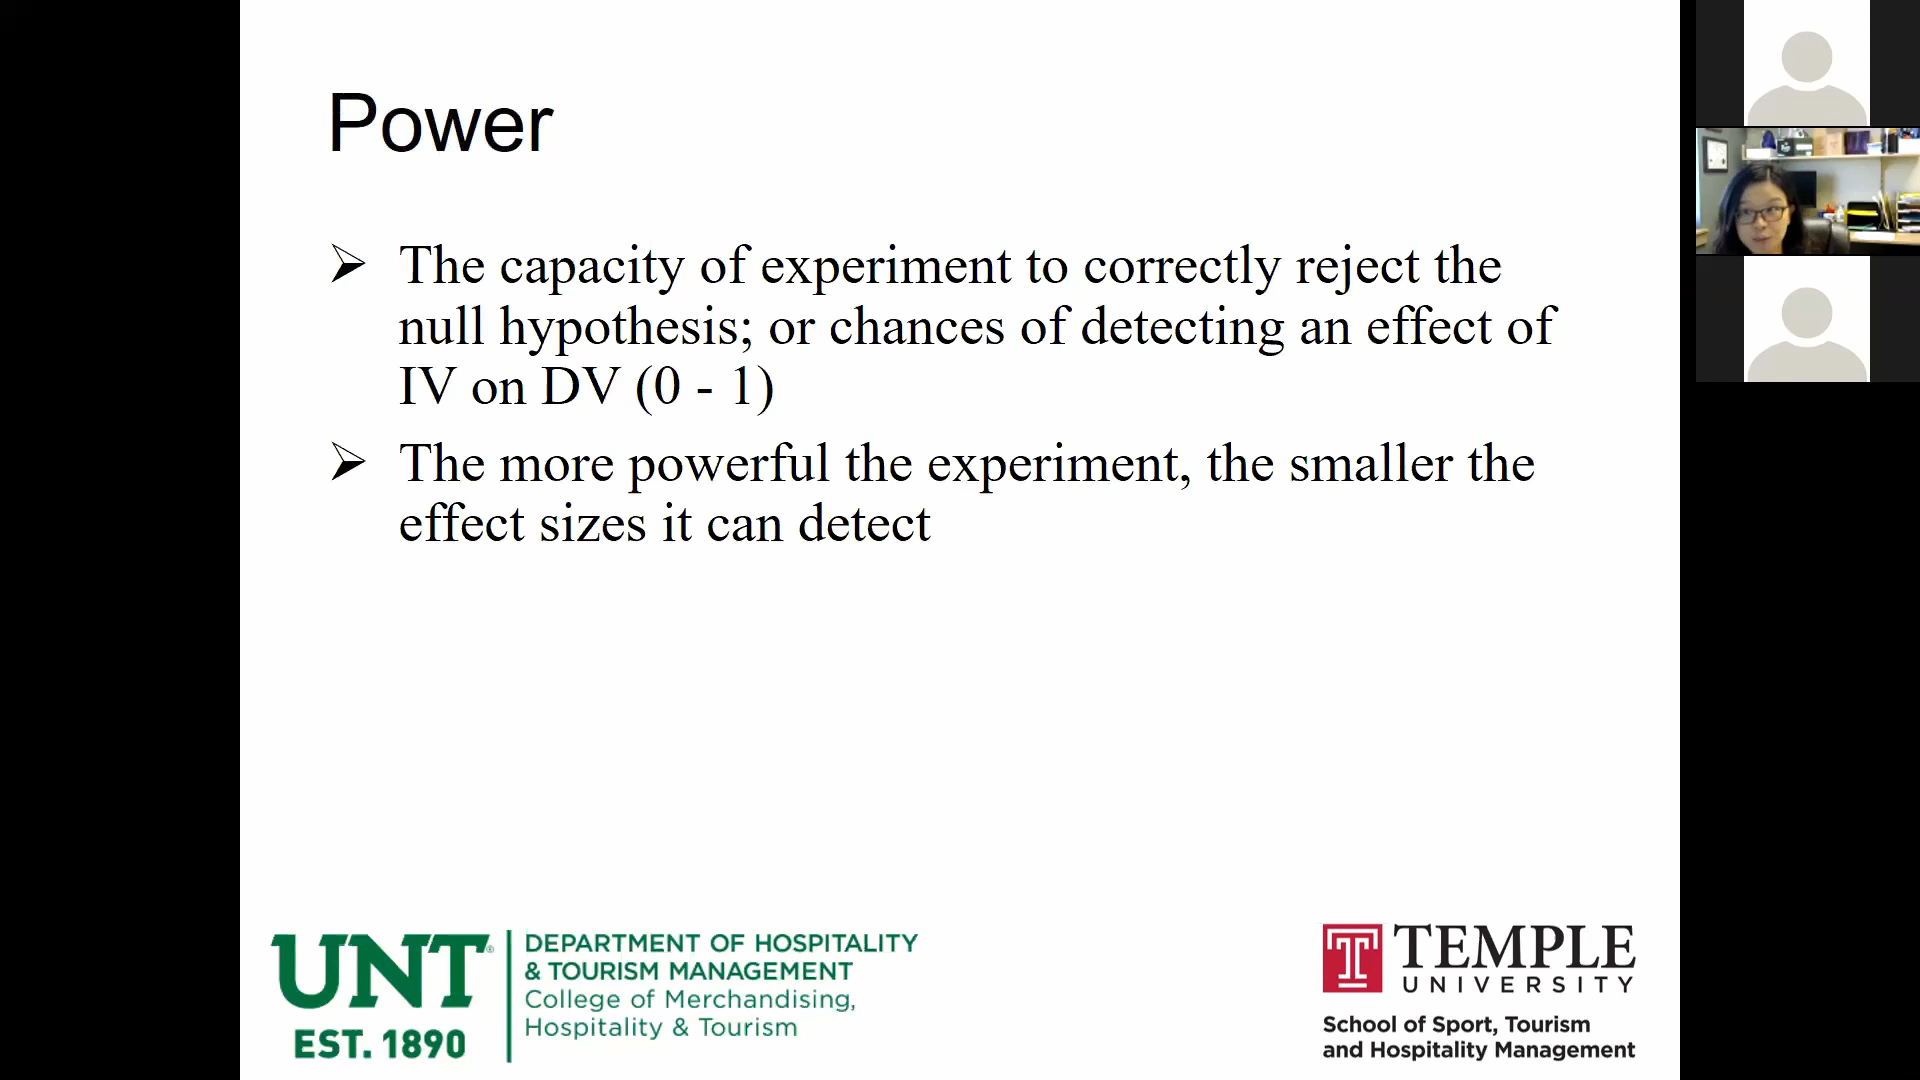 Power
➢ The capacity of experiment to correctly reject the
null hypothesis; or chances of detecting an effect of
IV on DV (0 - 1)
➢ The more powerful the experiment, the smaller the
effect sizes it can detect
UNT®
EST. 1890
DEPARTMENT OF HOSPITALITY
& TOURISM MANAGEMENT
College of Merchandising,
Hospitality & Tourism
T TEMPLE
UNIVERSITY
School of Sport, Tourism
and Hospitality Management